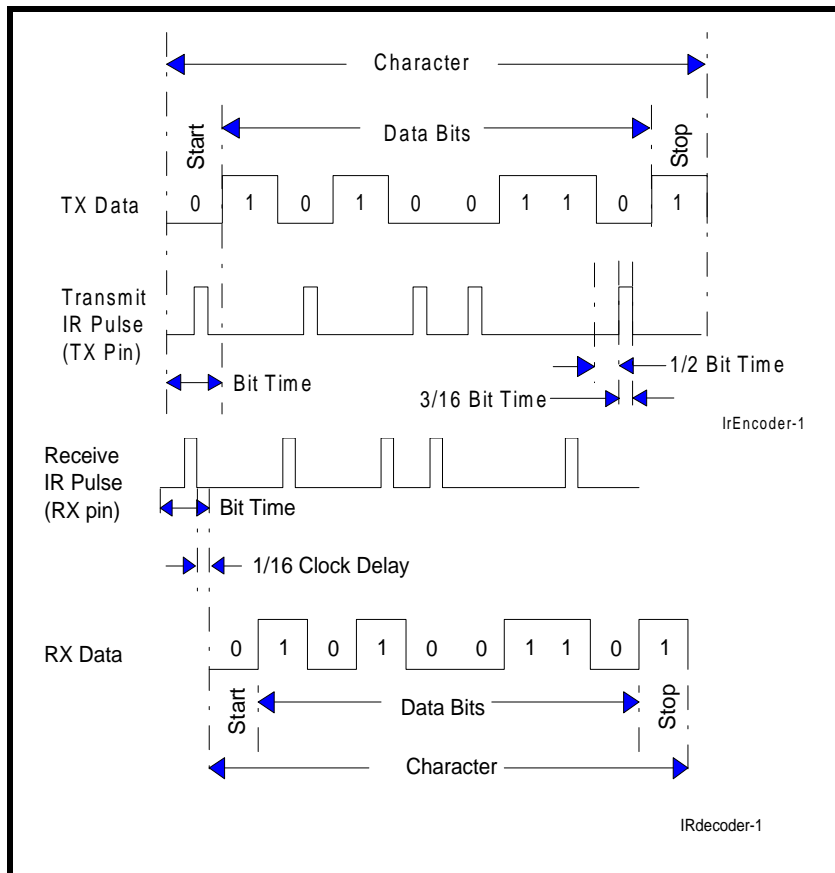 Character
Start
Data Bits
Stop
TX Data
0 1 0 1 0 0 1 1 0 1
Transmit
IR Pulse
(TX Pin)
Bit Time
1/2 Bit Time
3/16 Bit Time
IrEncoder-1
Receive
IR Pulse
(RX pin)
Bit Time
1/16 Clock Delay
RX Data
0 1 0 1 0 0 1 1 0 1
Start
Data Bits
Stop
Character
IRdecoder-1